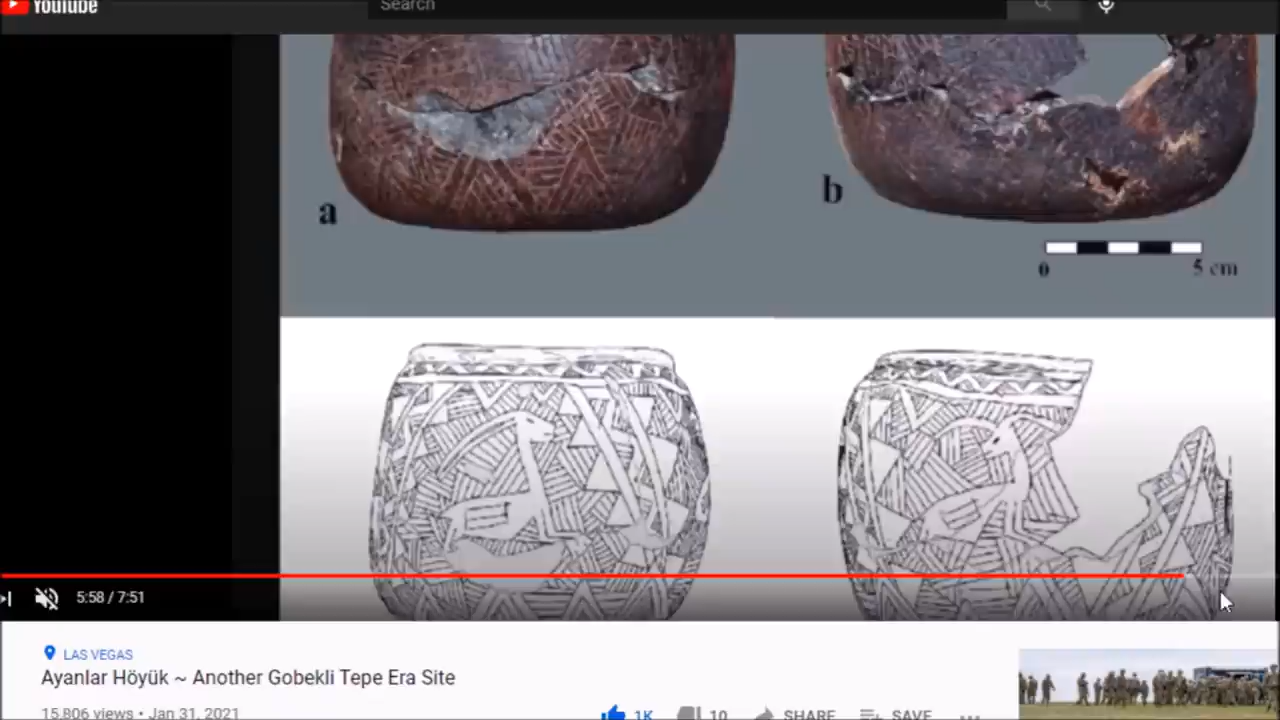 YouTube
Search
a
b
0 5 cm
5:58 / 7:51
LAS VEGAS
Ayanlar Höyük ~ Another Gobekli Tepe Era Site
15,806 views • Jan 31, 2021
1K 10 SHARE SAVE ...